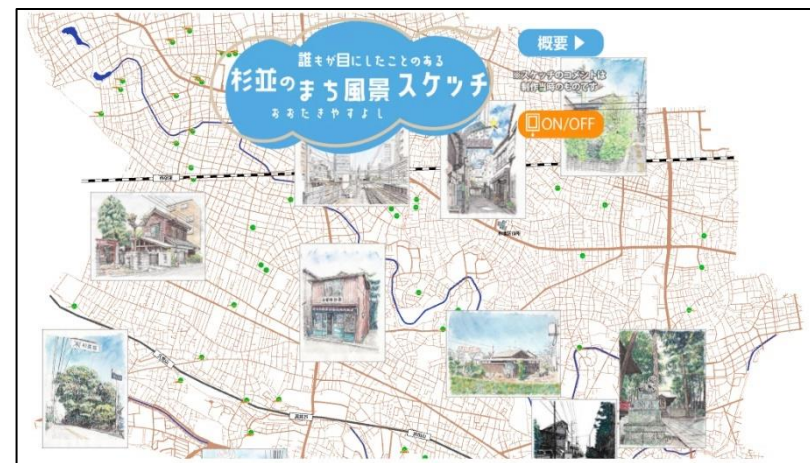 誰もが目にしたことのある
杉並のまち風景スケッチ
おおたきやすよし
概要
※スケッチのコメントは
制作当時のものです
ON/OFF